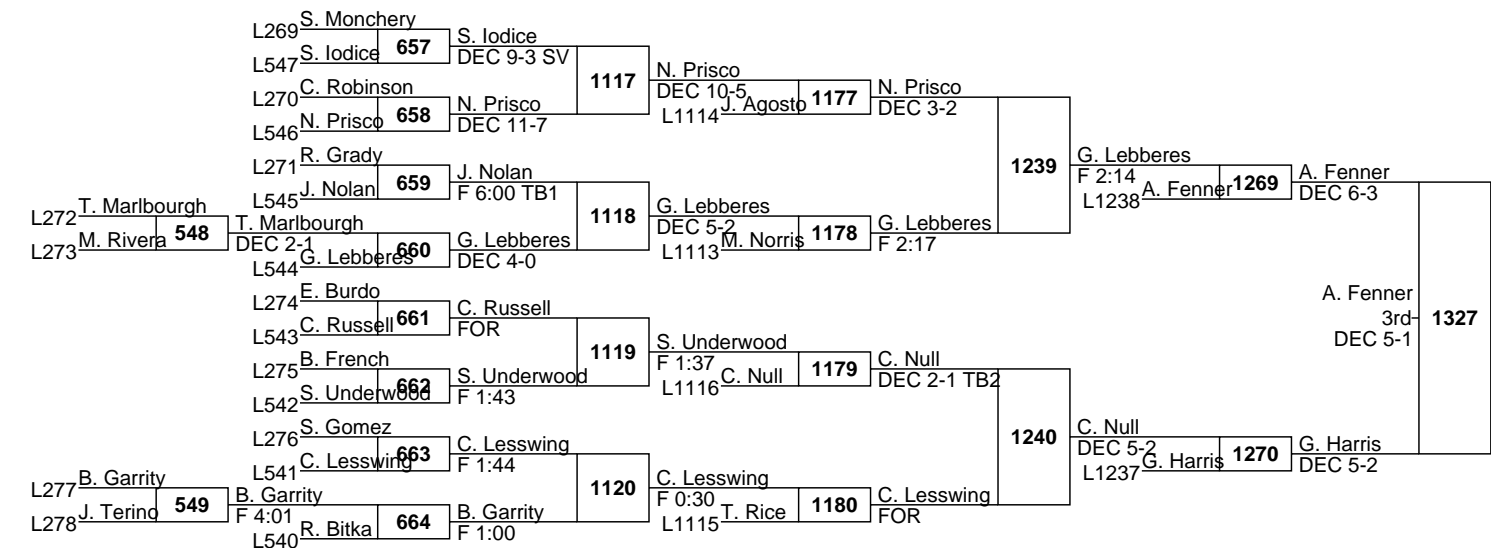 S. Monchery
L269
657
S. Iodice
DEC 9-3 SV
S. Iodice
L547
1117
N. Prisco
DEC 10-5
C. Robinson
L270
658
N. Prisco
DEC 11-7
N. Prisco
L546
J. Agosto
L1114
1177
N. Prisco
DEC 3-2
R. Grady
L271
659
J. Nolan
F 6:00 TB1
J. Nolan
L545
1239
G. Lebberes
F 2:14
A. Fenner
L1238
1269
A. Fenner
DEC 6-3
T. Marlbourgh
L272
548
T. Marlbourgh
DEC 2-1
M. Rivera
L273
1118
G. Lebberes
DEC 5-2
M. Norris
L1113
1178
G. Lebberes
F 2:17
660
G. Lebberes
DEC 4-0
G. Lebberes
L544
E. Burdo
L274
661
C. Russell
FOR
C. Russell
L543
A. Fenner
3rd
DEC 5-1
1327
1119
S. Underwood
F 1:37
C. Null
L1116
1179
C. Null
DEC 2-1 TB2
B. French
L275
662
S. Underwood
F 1:43
S. Underwood
L542
S. Gomez
L276
663
C. Lesswing
F 1:44
C. Lesswing
L541
1240
C. Null
DEC 5-2
G. Harris
L1237
1270
G. Harris
DEC 5-2
B. Garrity
L277
549
B. Garrity
F 4:01
J. Terino
L278
1120
C. Lesswing
F 0:30
T. Rice
L1115
1180
C. Lesswing
FOR
664
B. Garrity
F 1:00
R. Bitka
L540